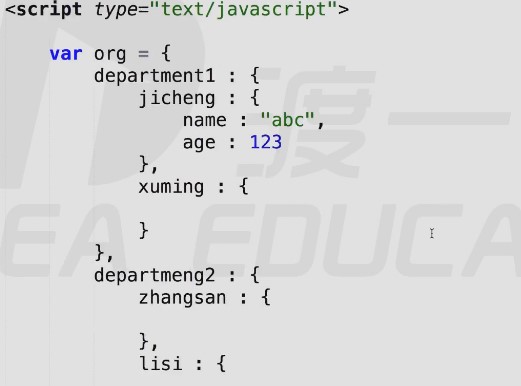 <script type="text/javascript">
var org = {
department1 : {
jicheng : {
name : "abc",
age : 123
},
xuming : {
}
},
departmeng2 : {
zhangsan : {
},
lisi : {
渡一
EA EDUCA